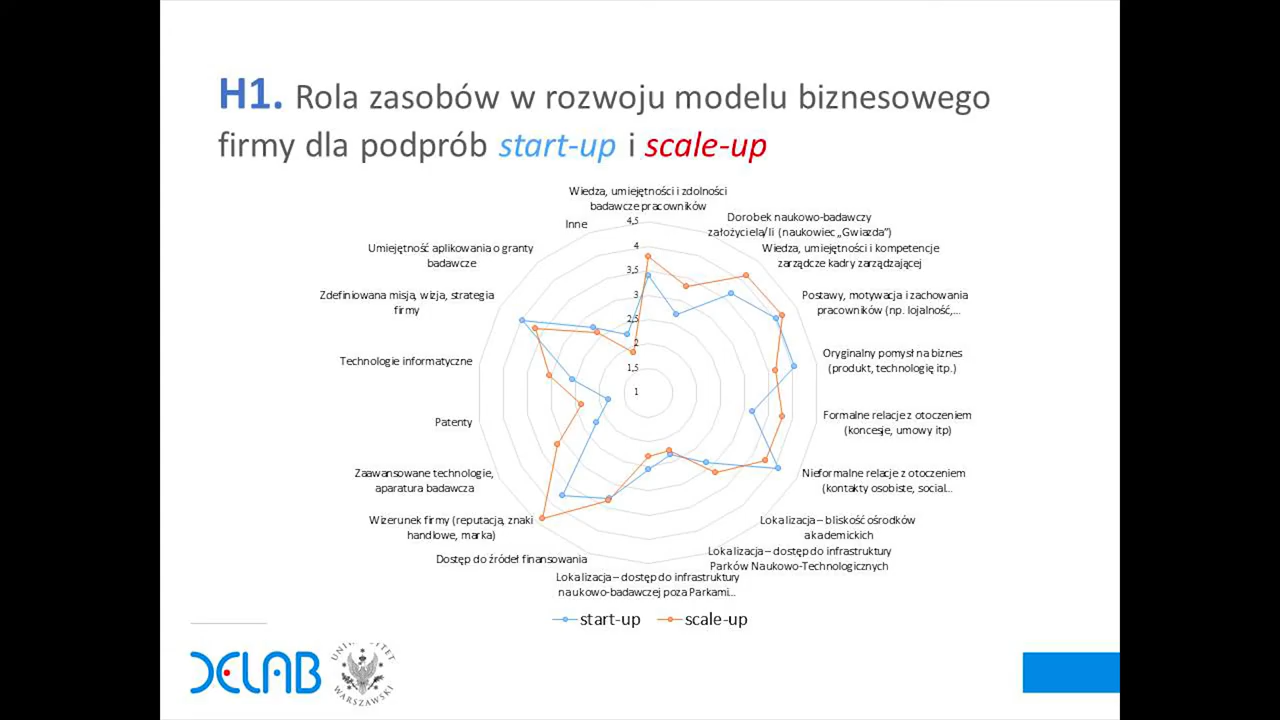 H1. Rola zasobów w rozwoju modelu biznesowego
firmy dla podprób start-up i scale-up
Wiedza, umiejętności i zdolności
badawcze pracowników
Dorobek naukowo-badawczy
założyciela/li (naukowiec „Gwiazda”)
Wiedza, umiejętności i kompetencje
zarządcze kadry zarządzającej
Postawy, motywacja i zachowania
pracowników (np. lojalność,...
Oryginalny pomysł na biznes
(produkt, technologię itp.)
Formalne relacje z otoczeniem
(koncesje, umowy itp)
Nieformalne relacje z otoczeniem
(kontakty osobiste, social...
Lokalizacja – bliskość ośrodków
akademickich
Lokalizacja – dostęp do infrastruktury
Parków Naukowo-Technologicznych
Lokalizacja – dostęp do infrastruktury
naukowo-badawczej poza Parkami...
Dostęp do źródeł finansowania
Wizerunek firmy (reputacja, znaki
handlowe, marka)
Zaawansowane technologie,
aparatura badawcza
Patenty
Technologie informatyczne
Zdefiniowana misja, wizja, strategia
firmy
Umiejętność aplikowania o granty
badawcze
Inne
4,5
4
3,5
3
2,5
2
1,5
1
start-up
scale-up
DELAB
UNIWERSYTET
WARSZAWSKI